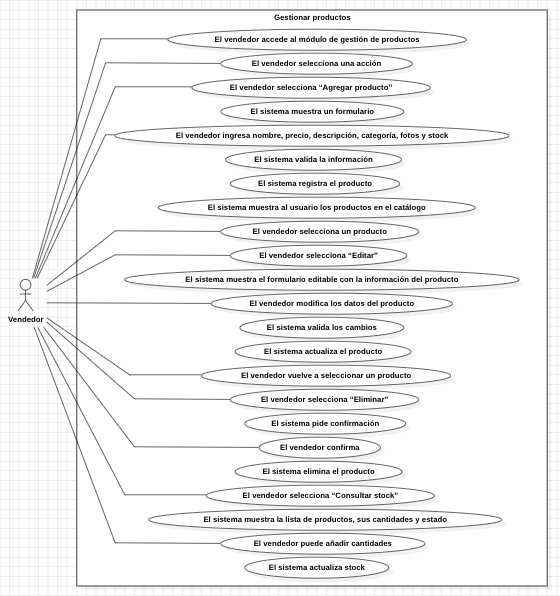 Gestionar productos
El vendedor accede al módulo de gestión de productos
El vendedor selecciona una acción
El vendedor selecciona “Agregar producto”
El sistema muestra un formulario
El vendedor ingresa nombre, precio, descripción, categoría, fotos y stock
El sistema valida la información
El sistema registra el producto
El sistema muestra al usuario los productos en el catálogo
El vendedor selecciona un producto
El vendedor selecciona “Editar”
El sistema muestra el formulario editable con la información del producto
El vendedor modifica los datos del producto
Vendedor
El sistema valida los cambios
El sistema actualiza el producto
El vendedor vuelve a seleccionar un producto
El vendedor selecciona “Eliminar”
El sistema pide confirmación
El vendedor confirma
El sistema elimina el producto
El vendedor selecciona “Consultar stock”
El sistema muestra la lista de productos, sus cantidades y estado
El vendedor puede añadir cantidades
El sistema actualiza stock